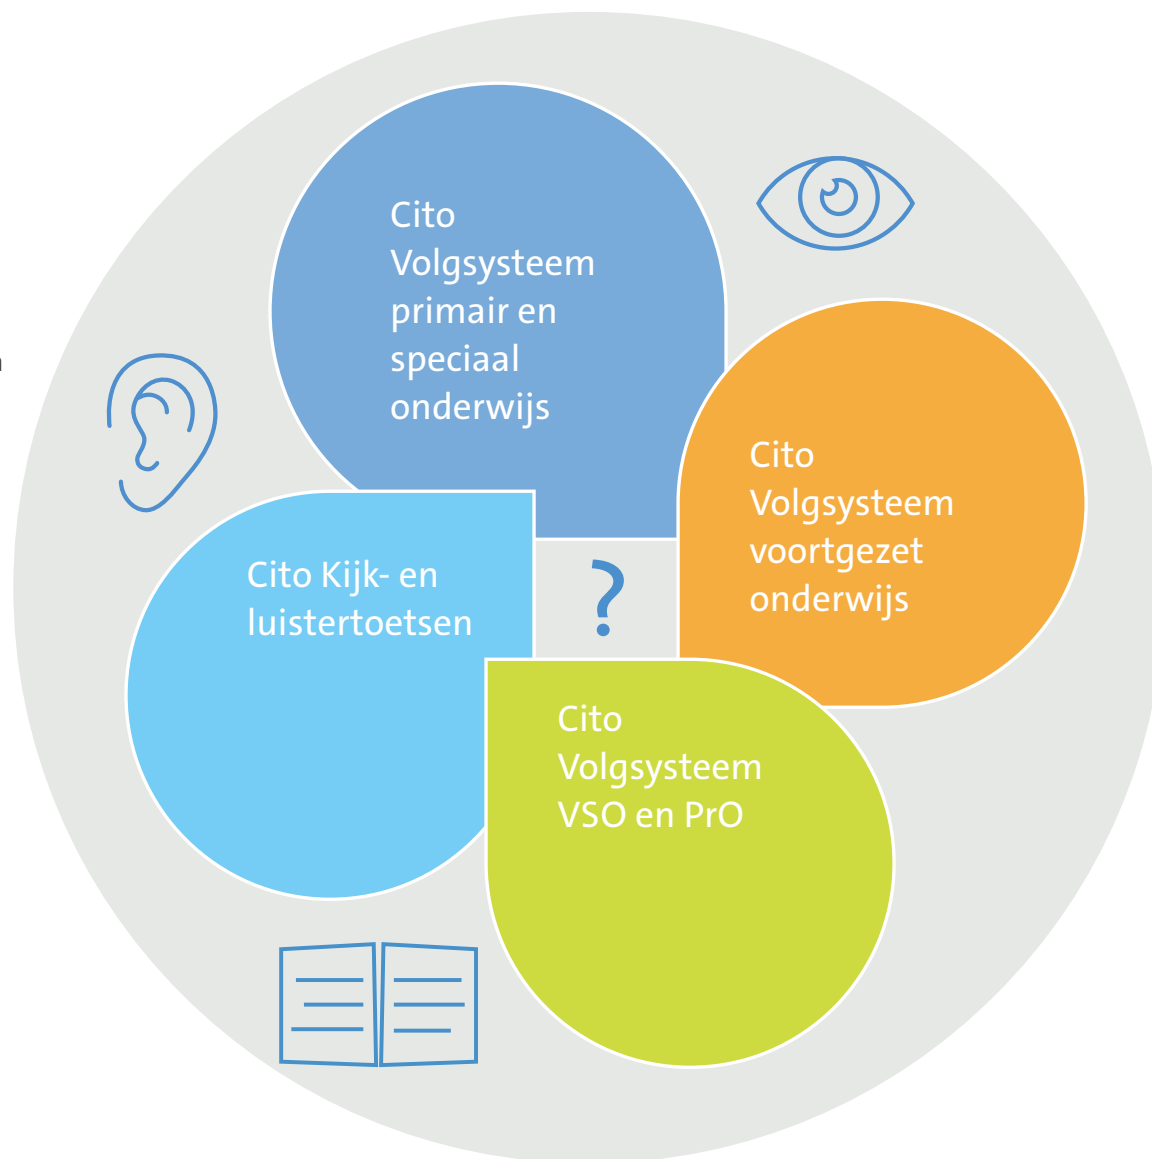 Cito
Volgsysteem
primair en
speciaal
onderwijs
Cito
Volgsysteem
voortgezet
onderwijs
Cito Kijk- en
luistertoetsen
?
Cito
Volgsysteem
VSO en PrO